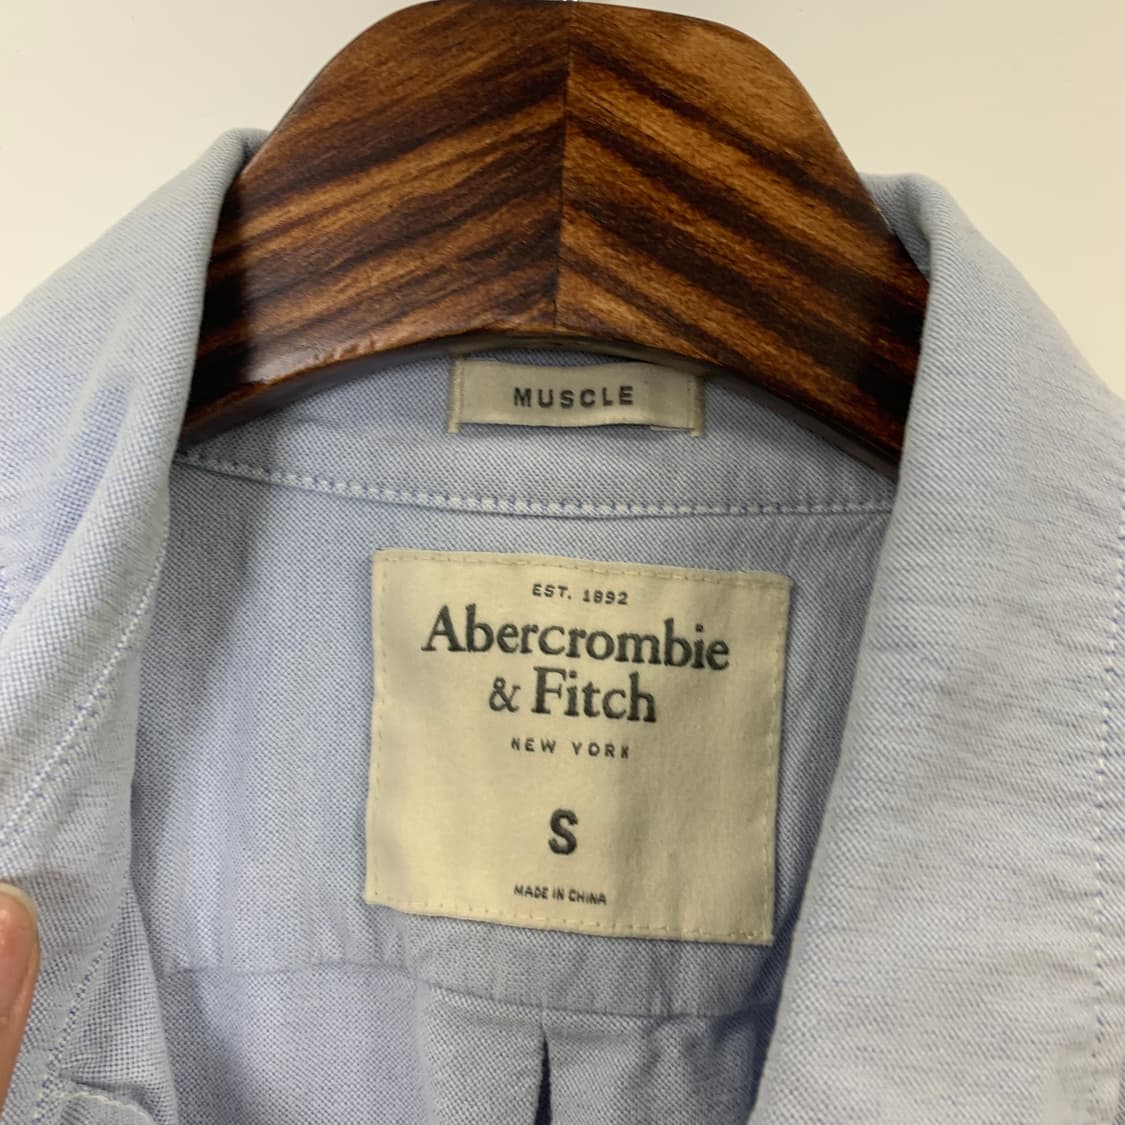 MUSCLE
EST. 1892
Abercrombie
& Fitch
NEW YORK
S
MADE IN CHINA